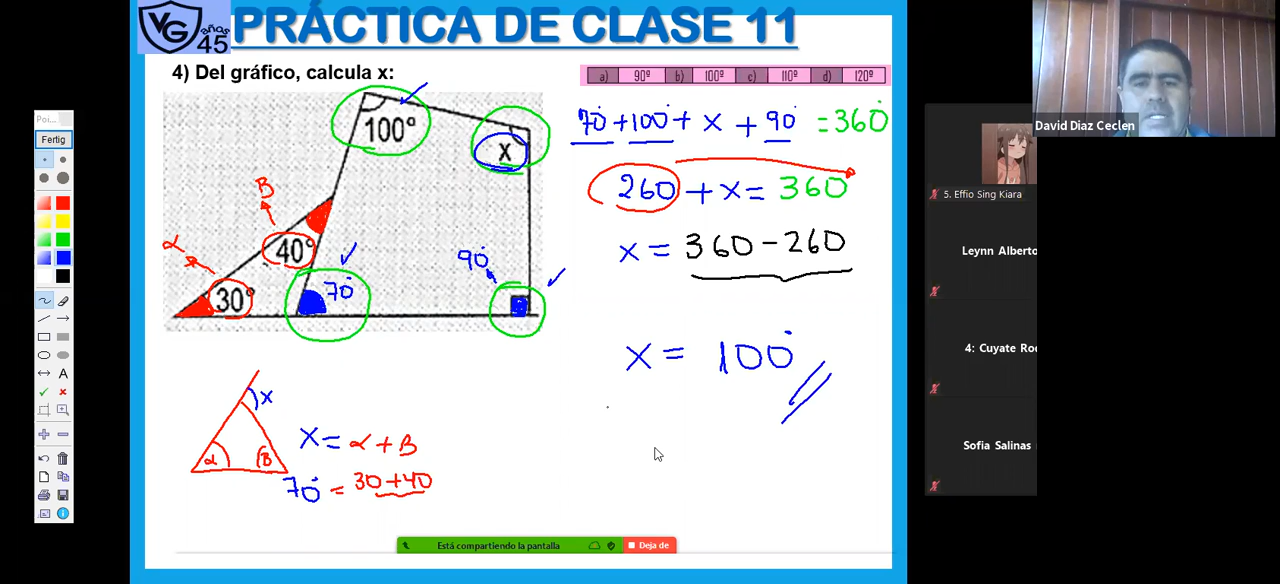 VG años 45
PRÁCTICA DE CLASE 11
4) Del gráfico, calcula x:
a) 90º b) 100º c) 110º d) 120º
100°
x
B
40°
α
30°
70°
90°
70° + 100° + x + 90° = 360°
260 + x = 360
x = 360 - 260
x = 100°
x
α
B
x = α + B
70° = 30 + 40
Poi...
Fertig
A
Está compartiendo la pantalla
Deja de
David Diaz Ceclen
5. Effio Sing Kiara
Leynn Alberto
4: Cuyate Ro
Sofia Salinas